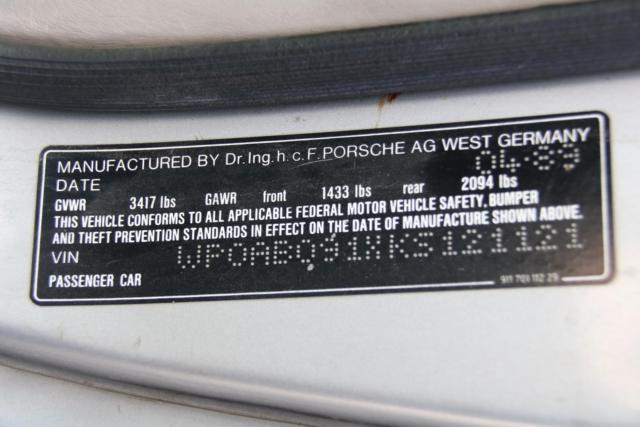 MANUFACTURED BY Dr.Ing.h.c.F.PORSCHE AG WEST GERMANY
DATE 04-89
GVWR 3417 lbs GAWR front 1433 lbs rear 2094 lbs
THIS VEHICLE CONFORMS TO ALL APPLICABLE FEDERAL MOTOR VEHICLE SAFETY, BUMPER
AND THEFT PREVENTION STANDARDS IN EFFECT ON THE DATE OF MANUFACTURE SHOWN ABOVE.
VIN WP0AB091XKS121121
PASSENGER CAR 911 701 112 29